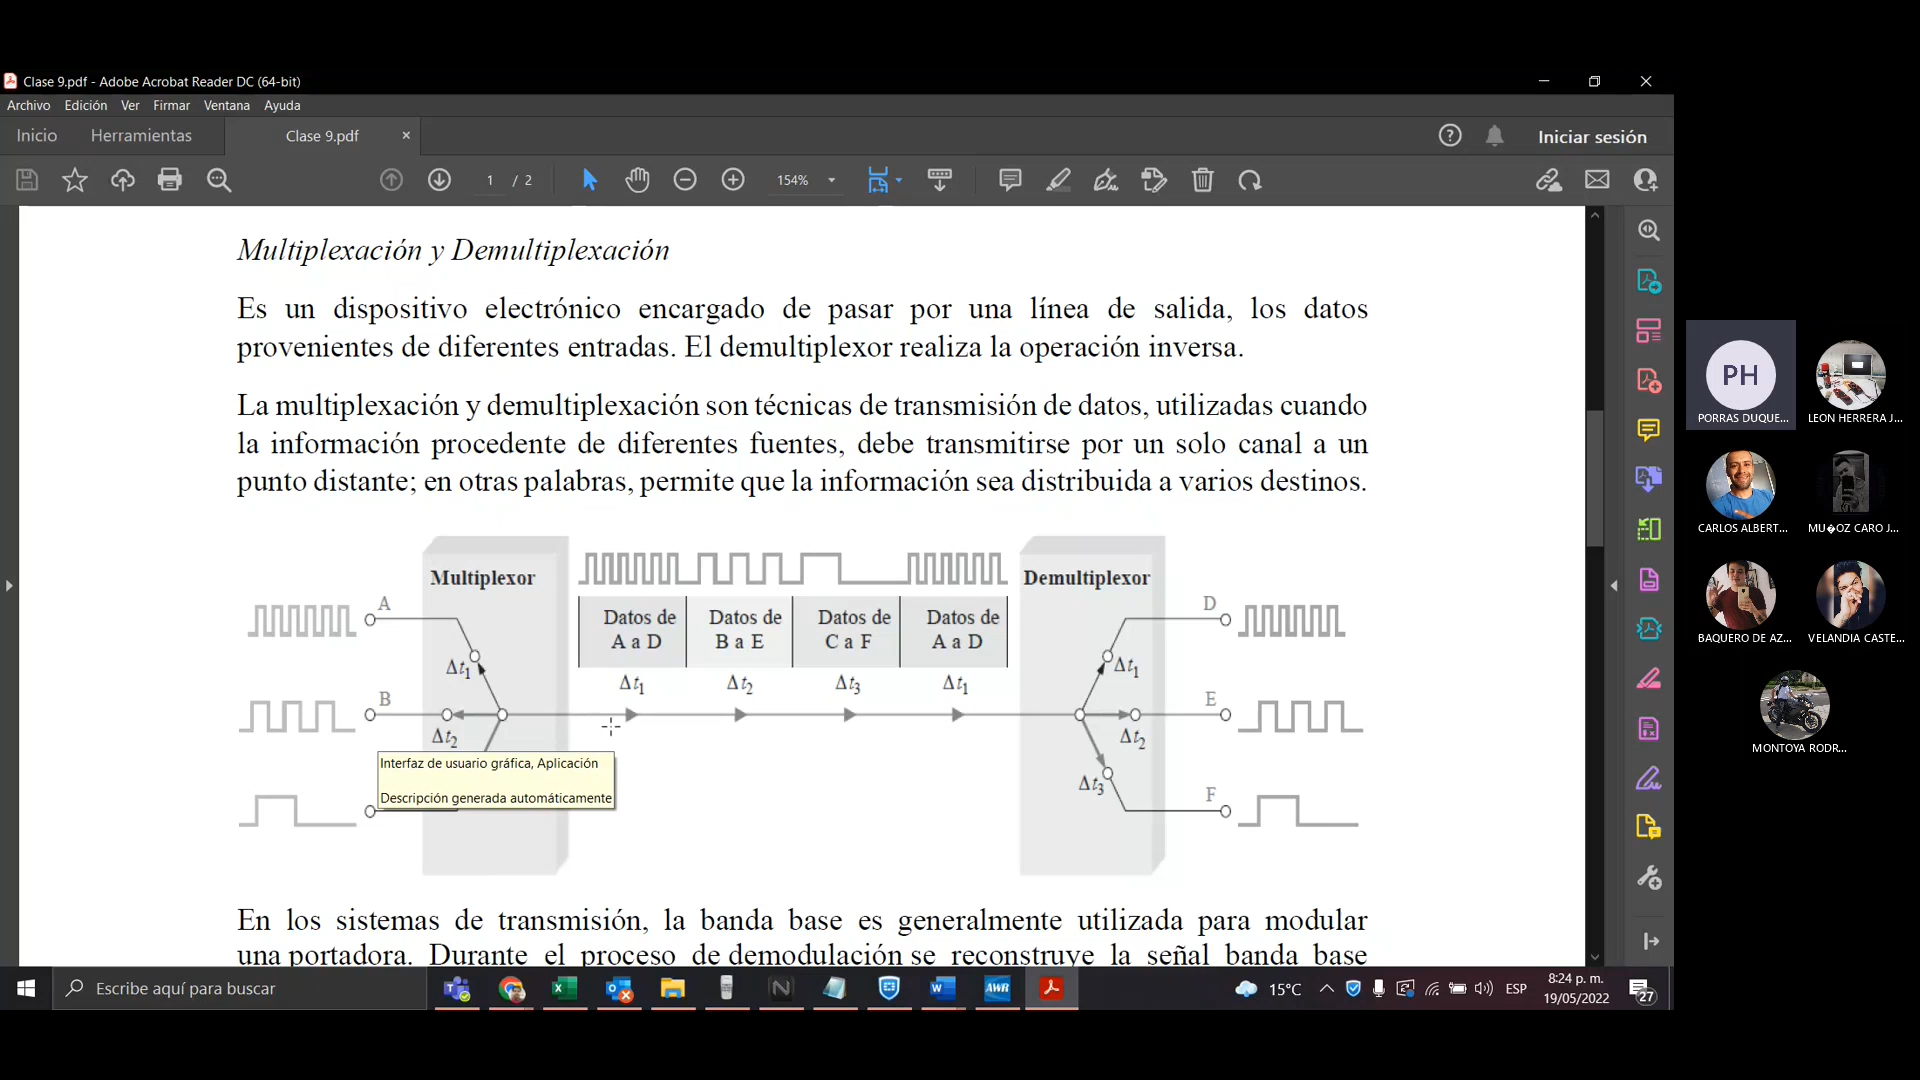 Clase 9.pdf - Adobe Acrobat Reader DC (64-bit)
Archivo Edición Ver Firmar Ventana Ayuda
Inicio Herramientas Clase 9.pdf × Iniciar sesión
1 / 2 154%
Multiplexación y Demultiplexación
Es un dispositivo electrónico encargado de pasar por una línea de salida, los datos
provenientes de diferentes entradas. El demultiplexor realiza la operación inversa.
La multiplexación y demultiplexación son técnicas de transmisión de datos, utilizadas cuando
la información procedente de diferentes fuentes, debe transmitirse por un solo canal a un
punto distante; en otras palabras, permite que la información sea distribuida a varios destinos.
Multiplexor Demultiplexor
A D
Datos de Datos de Datos de Datos de
A a D B a E C a F A a D
Δt1 Δt1 Δt2 Δt3 Δt1 Δt1
B E
Δt2 Δt2
Interfaz de usuario gráfica, Aplicación
Descripción generada automáticamente
Δt3
F
En los sistemas de transmisión, la banda base es generalmente utilizada para modular
una portadora. Durante el proceso de demodulación se reconstruye la señal banda base
PH
PORRAS DUQUE... LEON HERRERA J...
CARLOS ALBERT... MU�OZ CARO J...
BAQUERO DE AZ... VELANDIA CASTE...
MONTOYA RODR...
Escribe aquí para buscar
N W AWR
15°C ESP
8:24 p. m.
19/05/2022
27